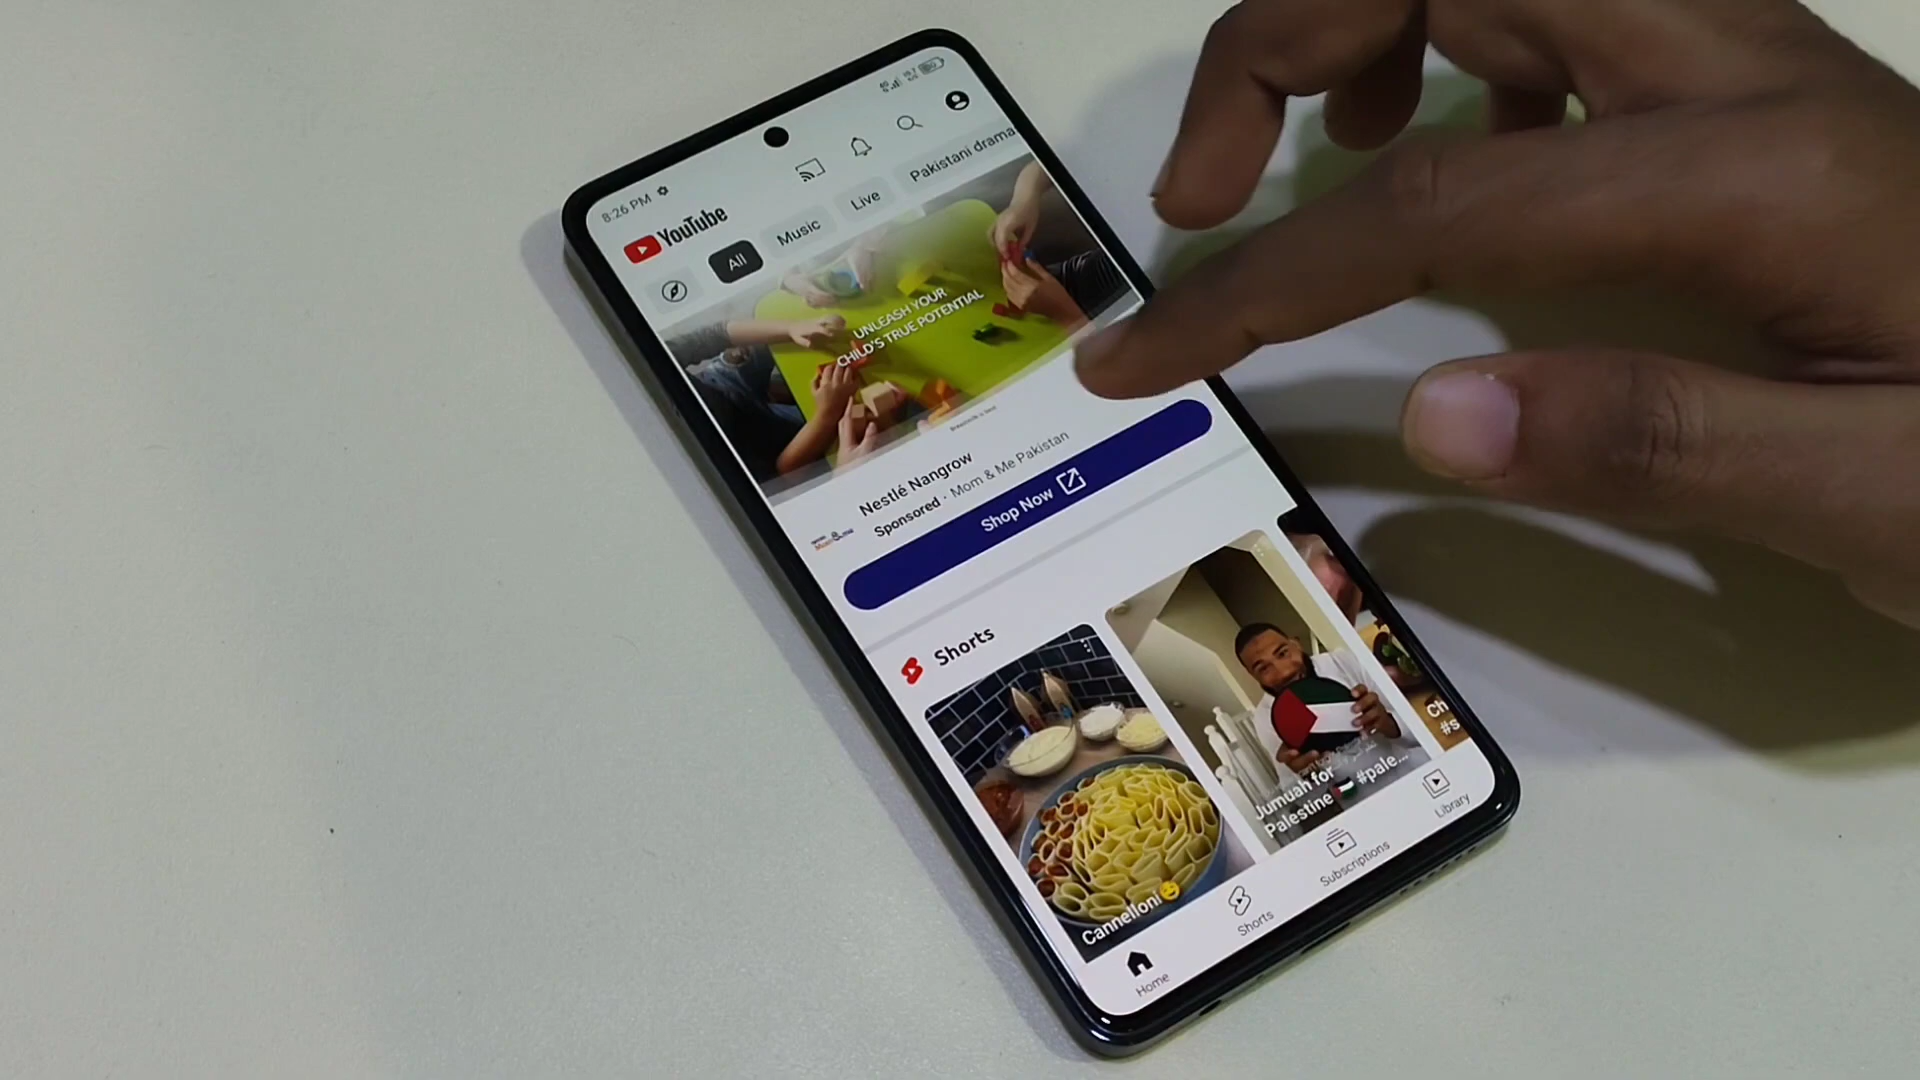 8:26 PM
YouTube
All
Music
Live
Pakistani drama
UNLEASH YOUR
CHILD'S TRUE POTENTIAL
Nestlé Nangrow
Sponsored · Mom & Me Pakistan
Shop Now
Shorts
Cannelloni😉
Jumuah for
Palestine🇵🇸 #pale...
Ch
#s
Home
Shorts
Subscriptions
Library